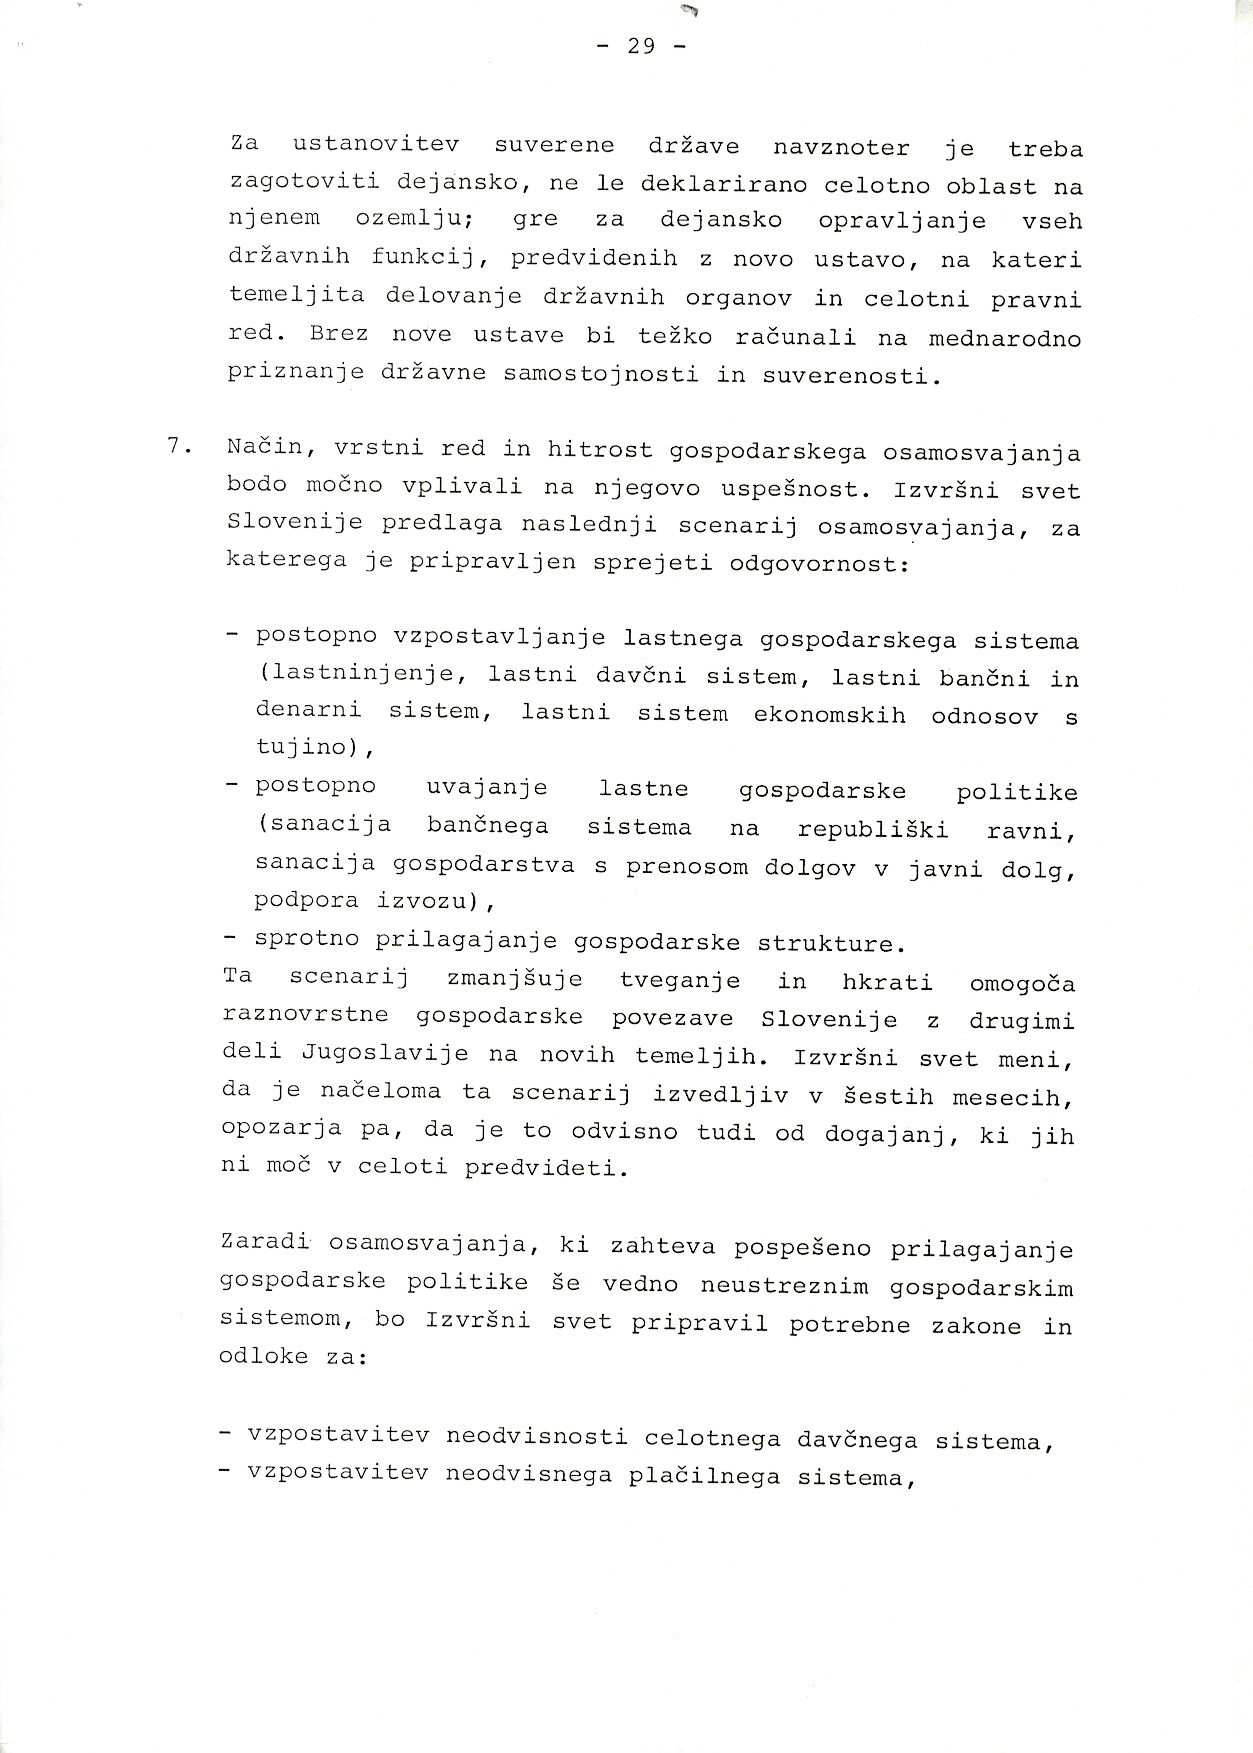 - 29 -
Za ustanovitev suverene države navznoter je treba
zagotoviti dejansko, ne le deklarirano celotno oblast na
njenem ozemlju; gre za dejansko opravljanje vseh
državnih funkcij, predvidenih z novo ustavo, na kateri
temeljita delovanje državnih organov in celotni pravni
red. Brez nove ustave bi težko računali na mednarodno
priznanje državne samostojnosti in suverenosti.
7. Način, vrstni red in hitrost gospodarskega osamosvajanja
bodo močno vplivali na njegovo uspešnost. Izvršni svet
Slovenije predlaga naslednji scenarij osamosvajanja, za
katerega je pripravljen sprejeti odgovornost:
- postopno vzpostavljanje lastnega gospodarskega sistema
(lastninjenje, lastni davčni sistem, lastni bančni in
denarni sistem, lastni sistem ekonomskih odnosov s
tujino),
- postopno uvajanje lastne gospodarske politike
(sanacija bančnega sistema na republiški ravni,
sanacija gospodarstva s prenosom dolgov v javni dolg,
podpora izvozu),
- sprotno prilagajanje gospodarske strukture.
Ta scenarij zmanjšuje tveganje in hkrati omogoča
raznovrstne gospodarske povezave Slovenije z drugimi
deli Jugoslavije na novih temeljih. Izvršni svet meni,
da je načeloma ta scenarij izvedljiv v šestih mesecih,
opozarja pa, da je to odvisno tudi od dogajanj, ki jih
ni moč v celoti predvideti.
Zaradi osamosvajanja, ki zahteva pospešeno prilagajanje
gospodarske politike še vedno neustreznim gospodarskim
sistemom, bo Izvršni svet pripravil potrebne zakone in
odloke za:
- vzpostavitev neodvisnosti celotnega davčnega sistema,
- vzpostavitev neodvisnega plačilnega sistema,